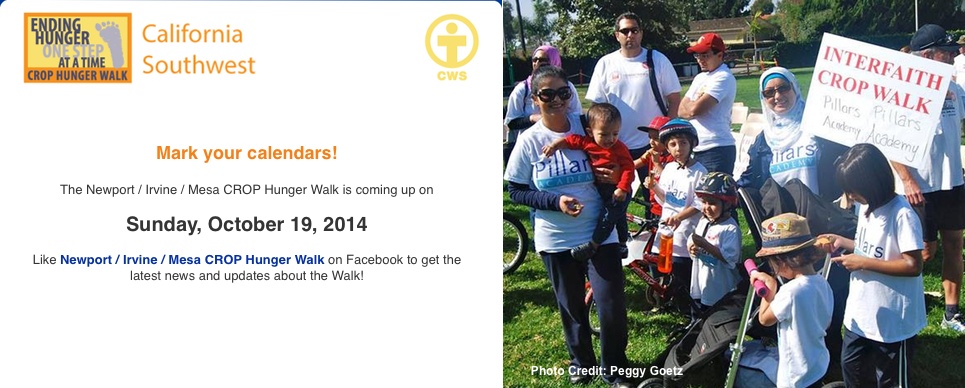 ENDING
HUNGER
ONE STEP
AT A TIME
CROP HUNGER WALK
California
Southwest
CWS
Mark your calendars!
The Newport / Irvine / Mesa CROP Hunger Walk is coming up on
Sunday, October 19, 2014
Like Newport / Irvine / Mesa CROP Hunger Walk on Facebook to get the
latest news and updates about the Walk!
INTERFAITH
CROP WALK
Pillars Pillars
Academy Academy
Pillars
ACADEMY
Photo Credit: Peggy Goetz